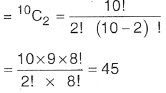 = ¹⁰C₂ = 10! / 2! (10-2) !
= 10×9×8! / 2! × 8! = 45